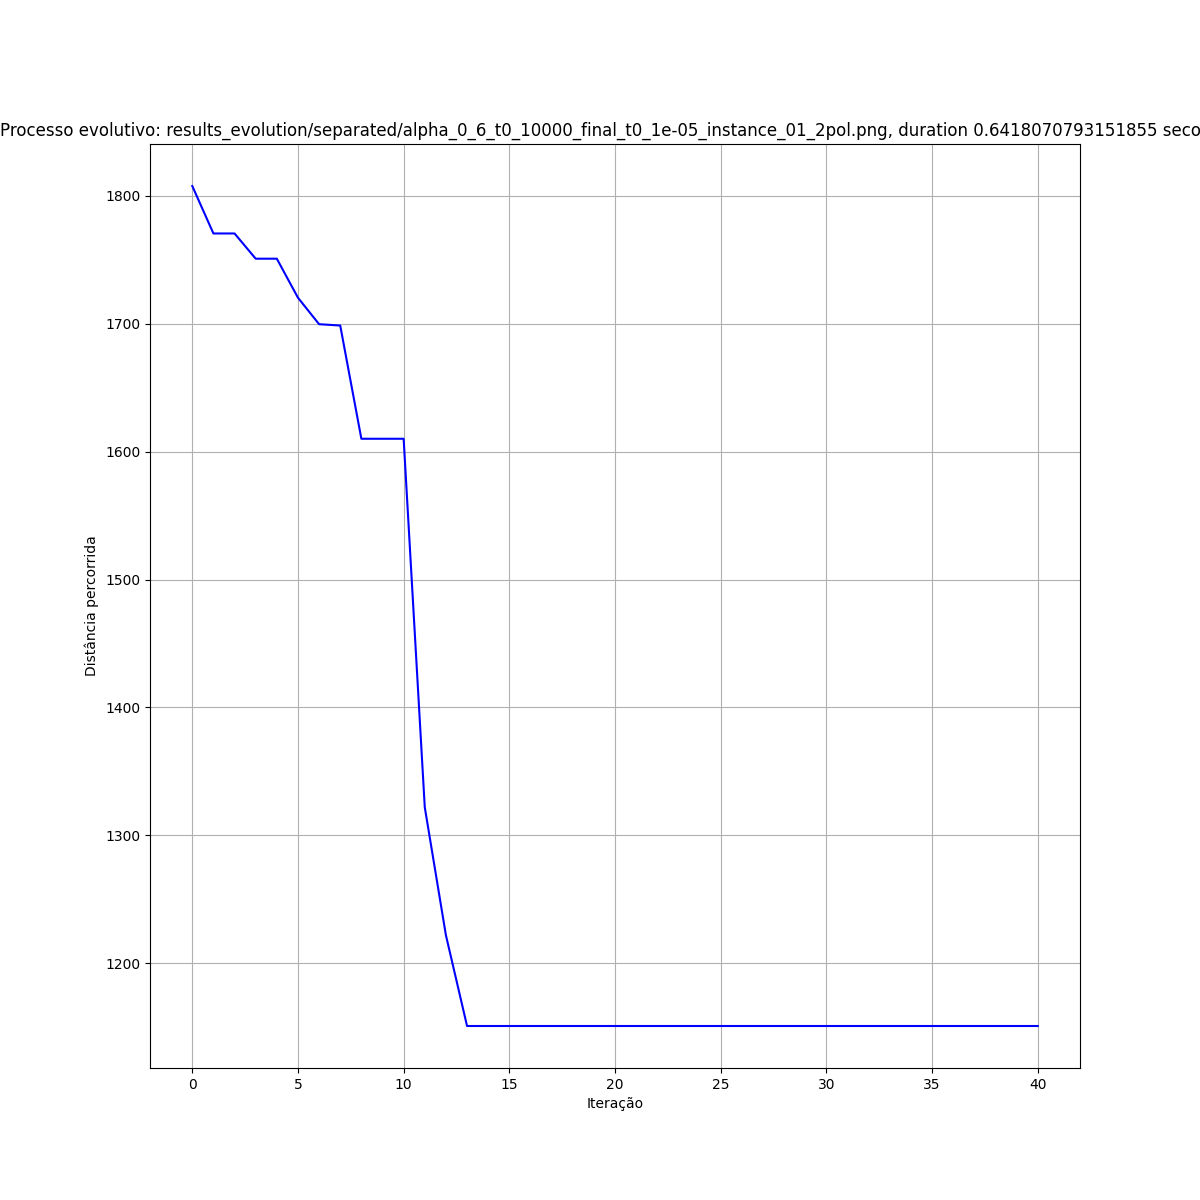 Processo evolutivo: results_evolution/separated/alpha_0_6_t0_10000_final_t0_1e-05_instance_01_2pol.png, duration 0.6418070793151855 seco
1800
1700
1600
1500
1400
1300
1200
Distância percorrida
0 5 10 15 20 25 30 35 40
Iteração